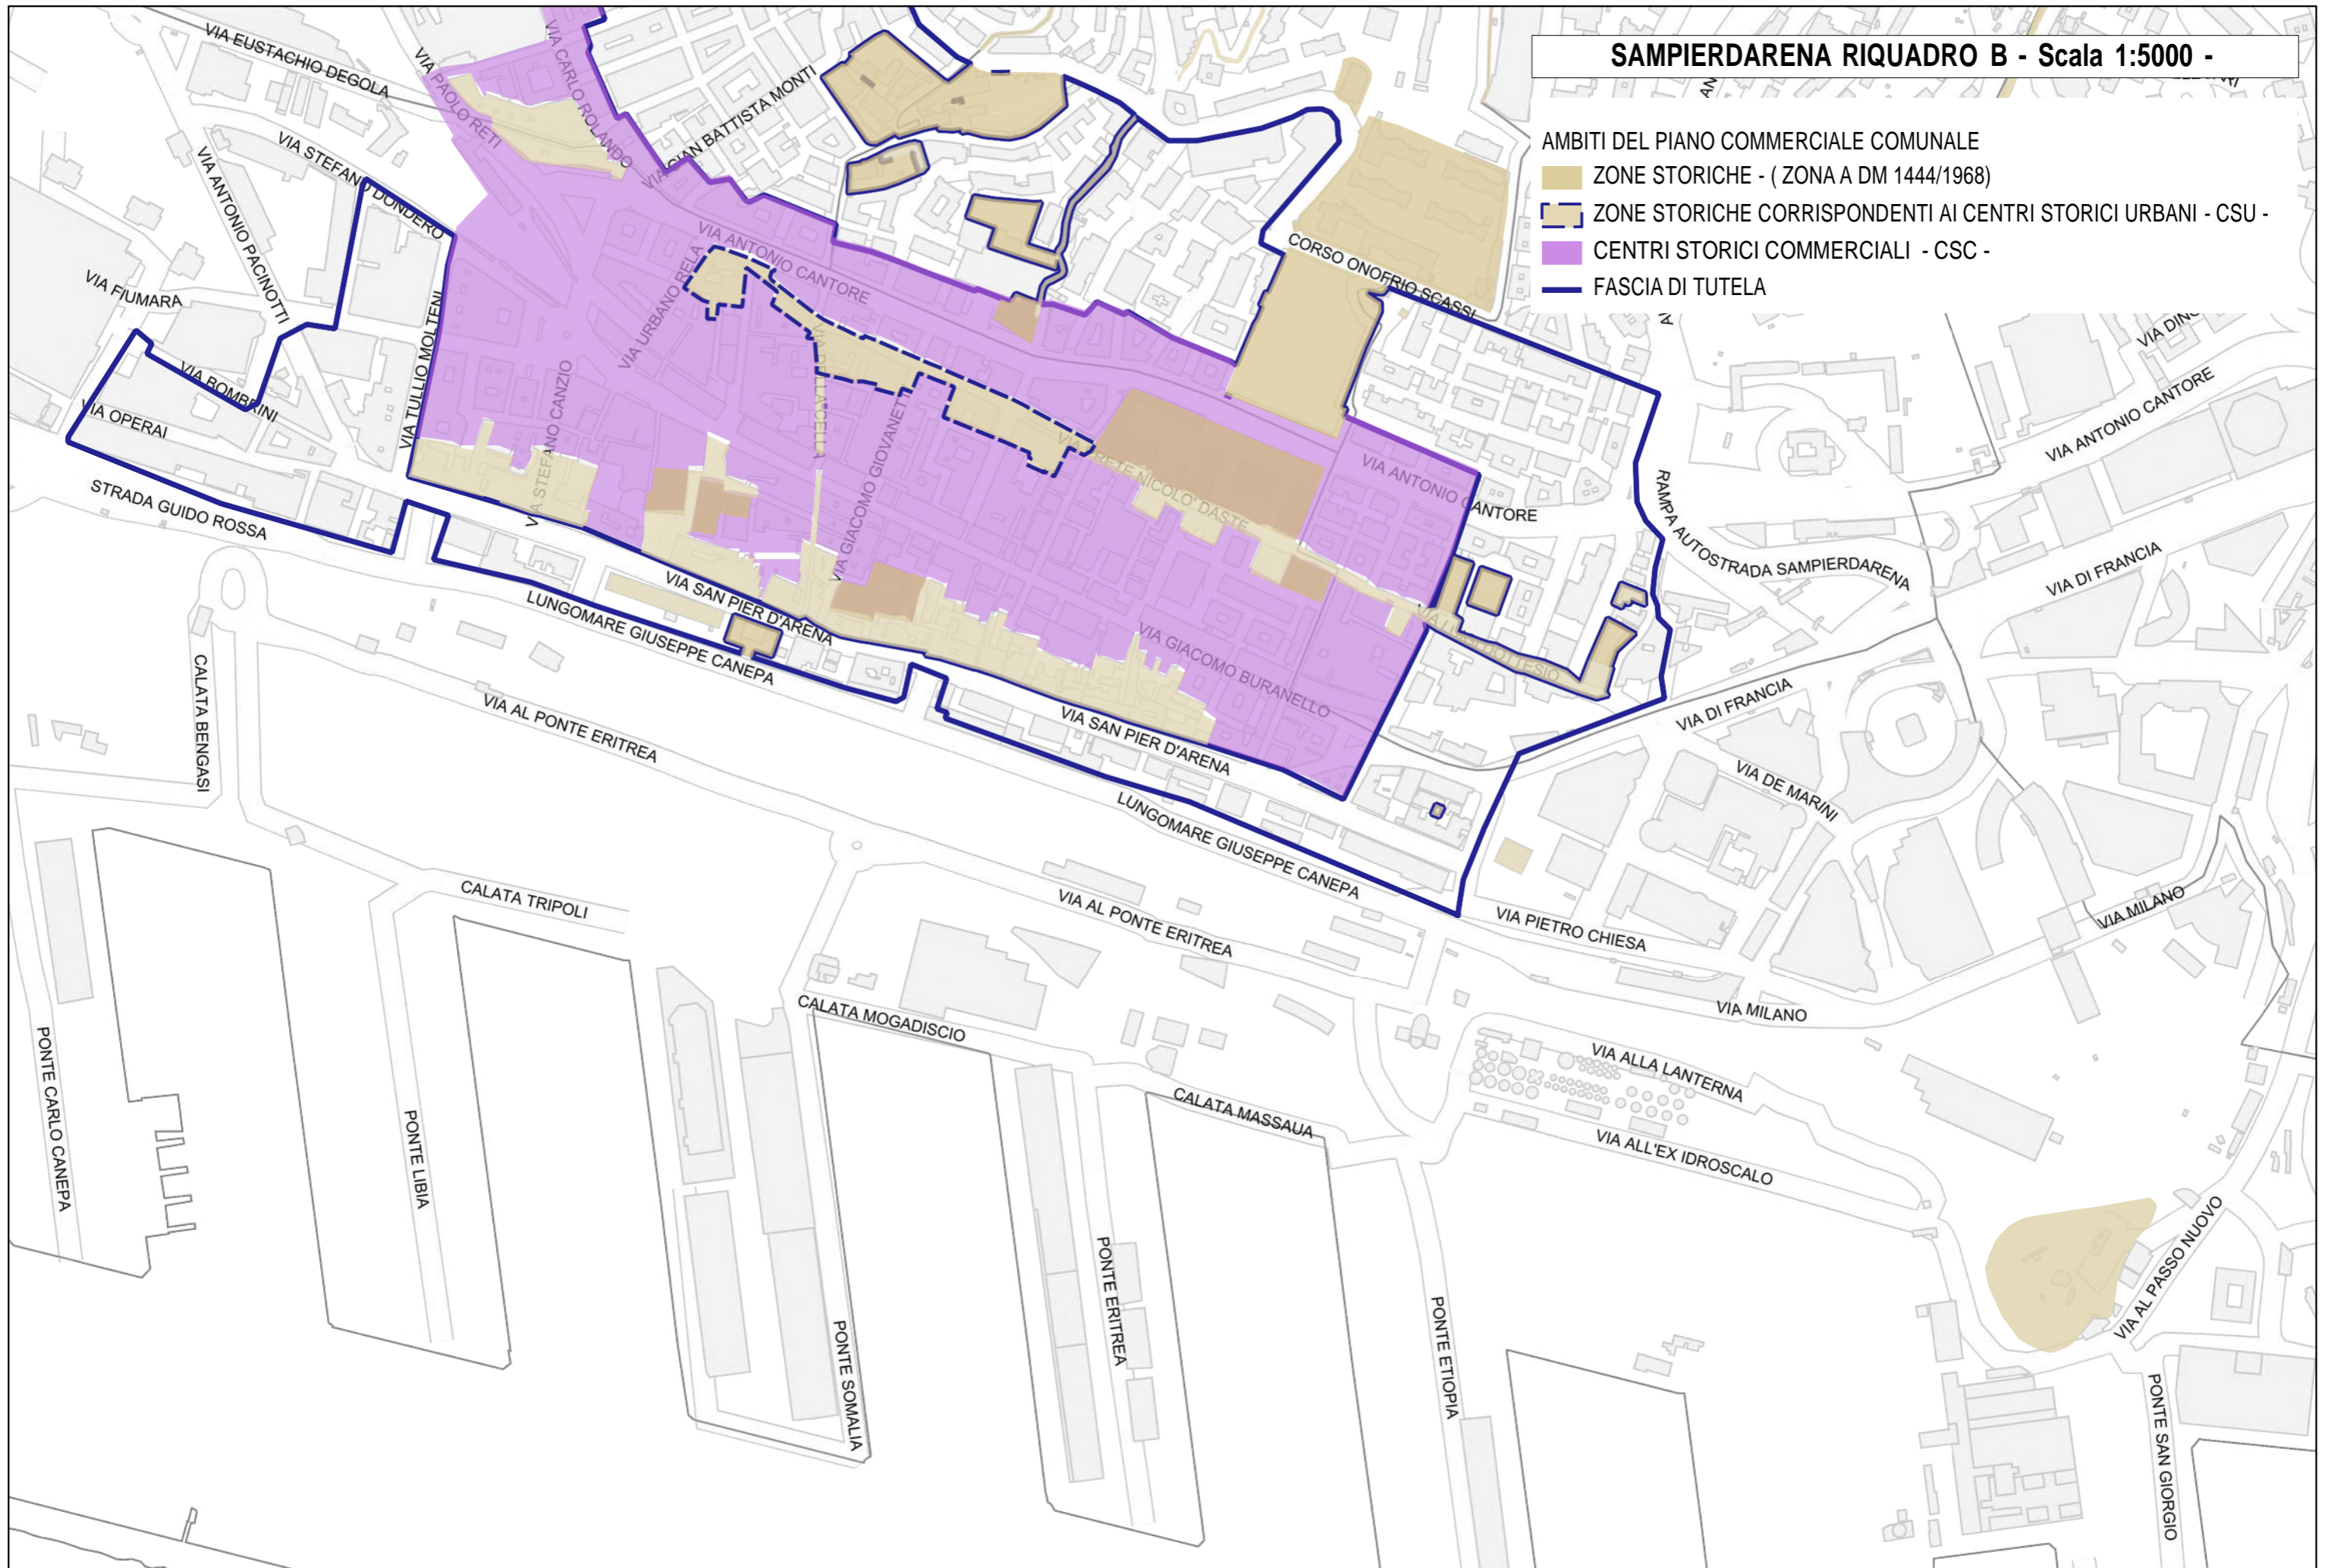 SAMPIERDARENA RIQUADRO B - Scala 1:5000 -
AMBITI DEL PIANO COMMERCIALE COMUNALE
ZONE STORICHE - ( ZONA A DM 1444/1968)
ZONE STORICHE CORRISPONDENTI AI CENTRI STORICI URBANI - CSU -
CENTRI STORICI COMMERCIALI - CSC -
FASCIA DI TUTELA
VIA EUSTACHIO DEGOLA
VIA PAOLO RETI
VIA CARLO ROLANDO
VIA GIAN BATTISTA MONTI
VIA STEFANO DONDERO
VIA ANTONIO PACINOTTI
VIA FIUMARA
VIA BOMBRINI
VIA OPERAI
VIA TULLIO MOLTENI
STRADA GUIDO ROSSA
VIA STEFANO CANZIO
VIA URBANO RELA
VIA ANTONIO CANTORE
VIA GIACOMO GIOVANETTI
CORSO ONOFRIO SCASSI
NICOLO' DASTE
VIA ANTONIO CANTORE
CANTORE
VIA ANTONIO CANTORE
RAMPA AUTOSTRADA SAMPIERDARENA
VIA DI FRANCIA
VIA DI FRANCIA
VIA GIACOMO BURANELLO
VIA SAN PIER D'ARENA
VIA SAN PIER D'ARENA
LUNGOMARE GIUSEPPE CANEPA
LUNGOMARE GIUSEPPE CANEPA
VIA DE MARINI
VIA PIETRO CHIESA
VIA MILANO
VIA MILANO
CALATA BENGASI
VIA AL PONTE ERITREA
VIA AL PONTE ERITREA
CALATA TRIPOLI
CALATA MOGADISCIO
CALATA MASSAUA
VIA ALLA LANTERNA
VIA ALL'EX IDROSCALO
PONTE CARLO CANEPA
PONTE LIBIA
PONTE SOMALIA
PONTE ERITREA
PONTE ETIOPIA
VIA AL PASSO NUOVO
PONTE SAN GIORGIO